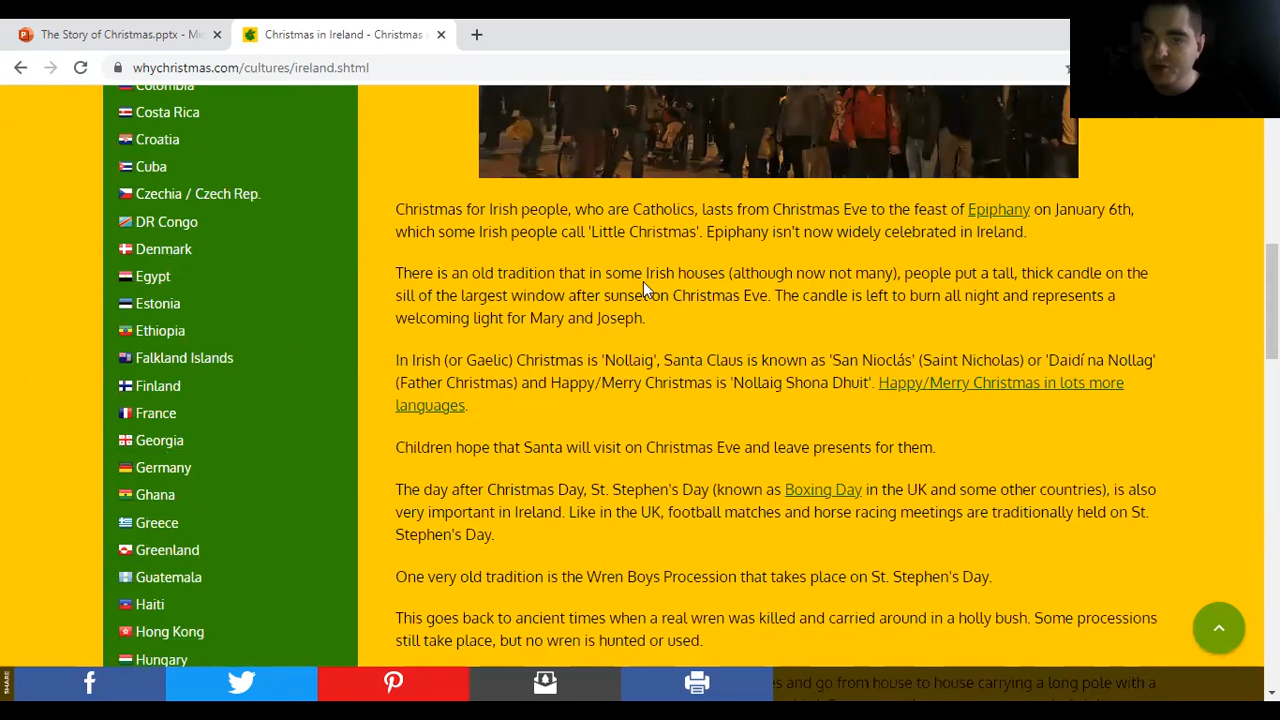 The Story of Christmas.pptx - Mic
Christmas in Ireland - Christmas
whychristmas.com/cultures/ireland.shtml
Colombia
Costa Rica
Croatia
Cuba
Czechia / Czech Rep.
DR Congo
Denmark
Egypt
Estonia
Ethiopia
Falkland Islands
Finland
France
Georgia
Germany
Ghana
Greece
Greenland
Guatemala
Haiti
Hong Kong
Hungary
Christmas for Irish people, who are Catholics, lasts from Christmas Eve to the feast of Epiphany on January 6th,
which some Irish people call 'Little Christmas'. Epiphany isn't now widely celebrated in Ireland.
There is an old tradition that in some Irish houses (although now not many), people put a tall, thick candle on the
sill of the largest window after sunset on Christmas Eve. The candle is left to burn all night and represents a
welcoming light for Mary and Joseph.
In Irish (or Gaelic) Christmas is 'Nollaig', Santa Claus is known as 'San Nioclás' (Saint Nicholas) or 'Daidí na Nollag'
(Father Christmas) and Happy/Merry Christmas is 'Nollaig Shona Dhuit'. Happy/Merry Christmas in lots more
languages.
Children hope that Santa will visit on Christmas Eve and leave presents for them.
The day after Christmas Day, St. Stephen's Day (known as Boxing Day in the UK and some other countries), is also
very important in Ireland. Like in the UK, football matches and horse racing meetings are traditionally held on St.
Stephen's Day.
One very old tradition is the Wren Boys Procession that takes place on St. Stephen's Day.
This goes back to ancient times when a real wren was killed and carried around in a holly bush. Some processions
still take place, but no wren is hunted or used.
SHARE
es and go from house to house carrying a long pole with a